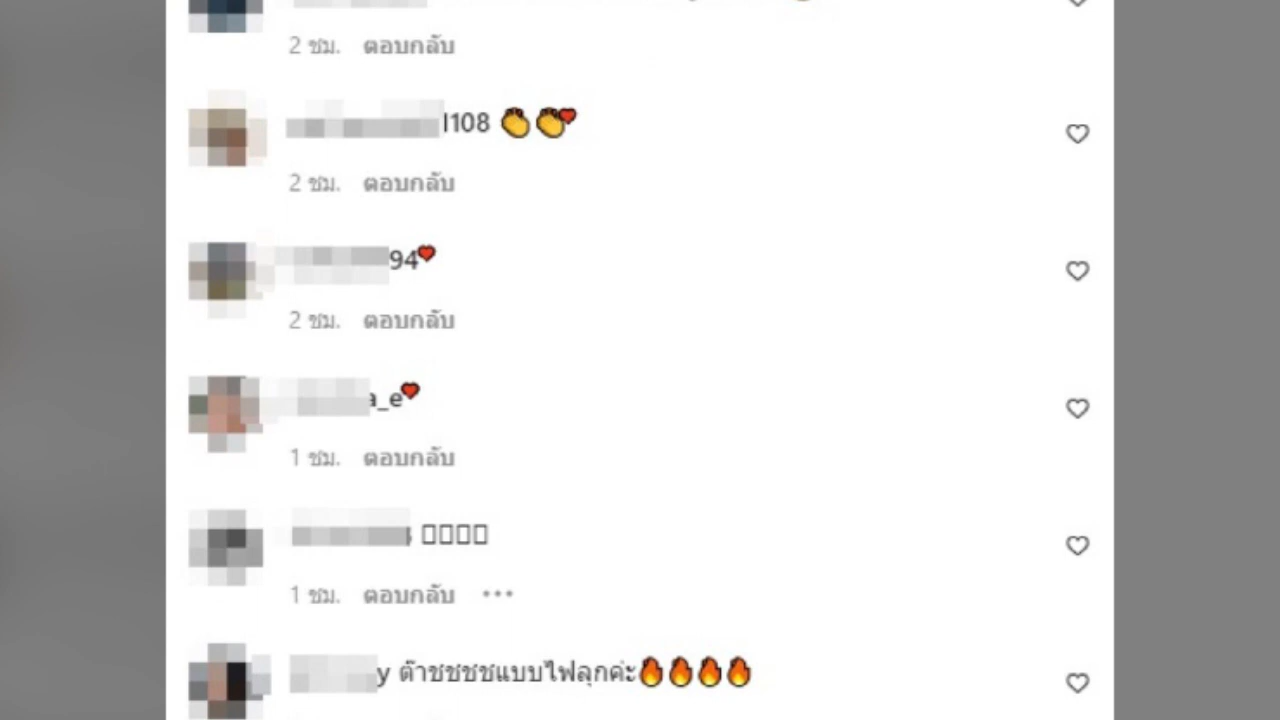 2 ชม. ตอบกลับ
l108 👏 👏❤
2 ชม. ตอบกลับ
94❤
2 ชม. ตอบกลับ
a_e❤
1 ชม. ตอบกลับ
1 ชม. ตอบกลับ •••
y ต๊าชชชชแบบไฟลุกค่ะ🔥🔥🔥🔥